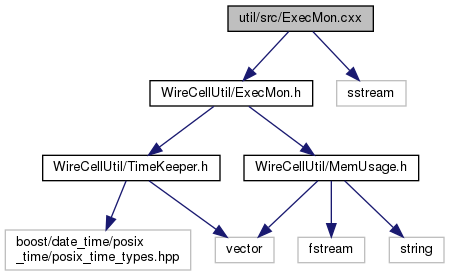 util/src/ExecMon.cxx
WireCellUtil/ExecMon.h
sstream
WireCellUtil/TimeKeeper.h
WireCellUtil/MemUsage.h
boost/date_time/posix
_time/posix_time_types.hpp
vector
fstream
string